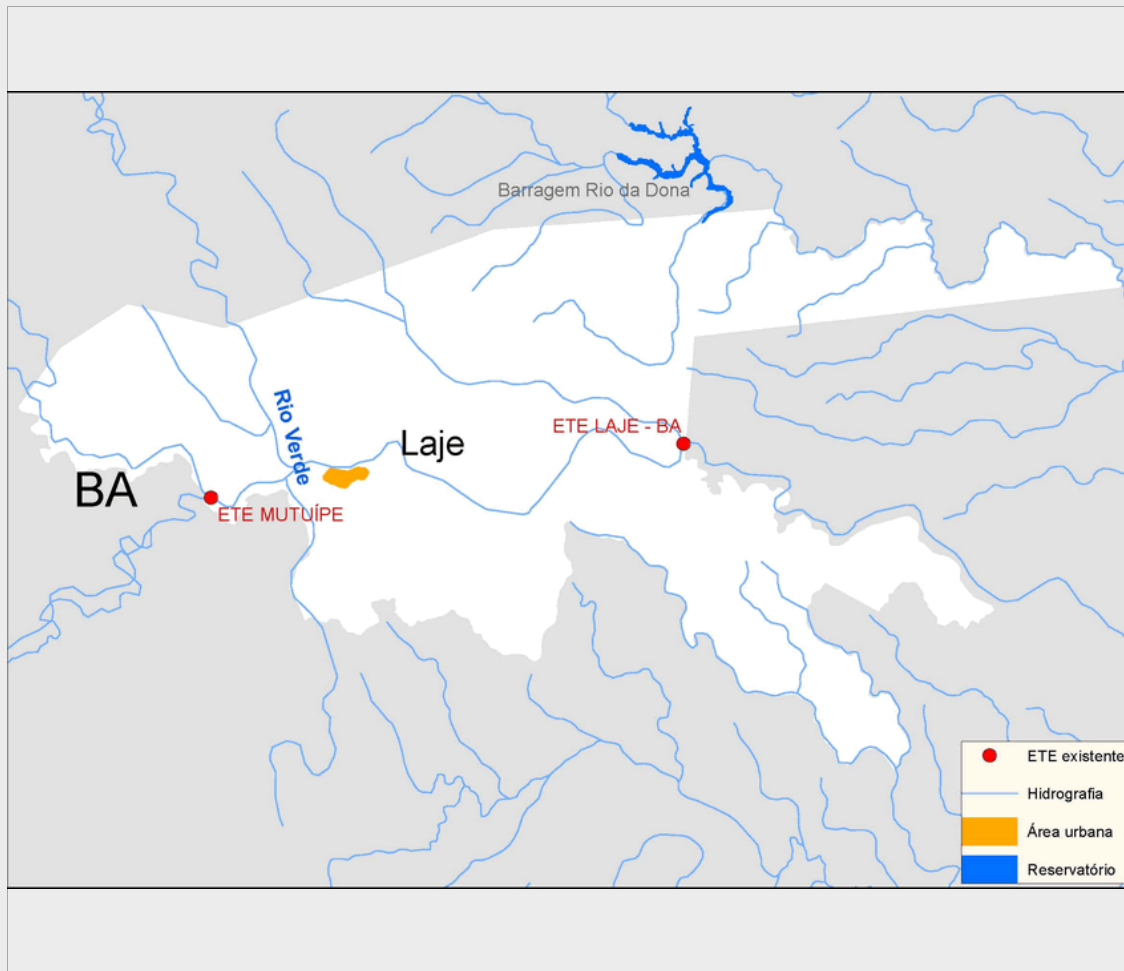 Barragem Rio da Dona
Rio Verde
Laje
ETE LAJE - BA
BA
ETE MUTUÍPE
ETE existente
Hidrografia
Área urbana
Reservatório